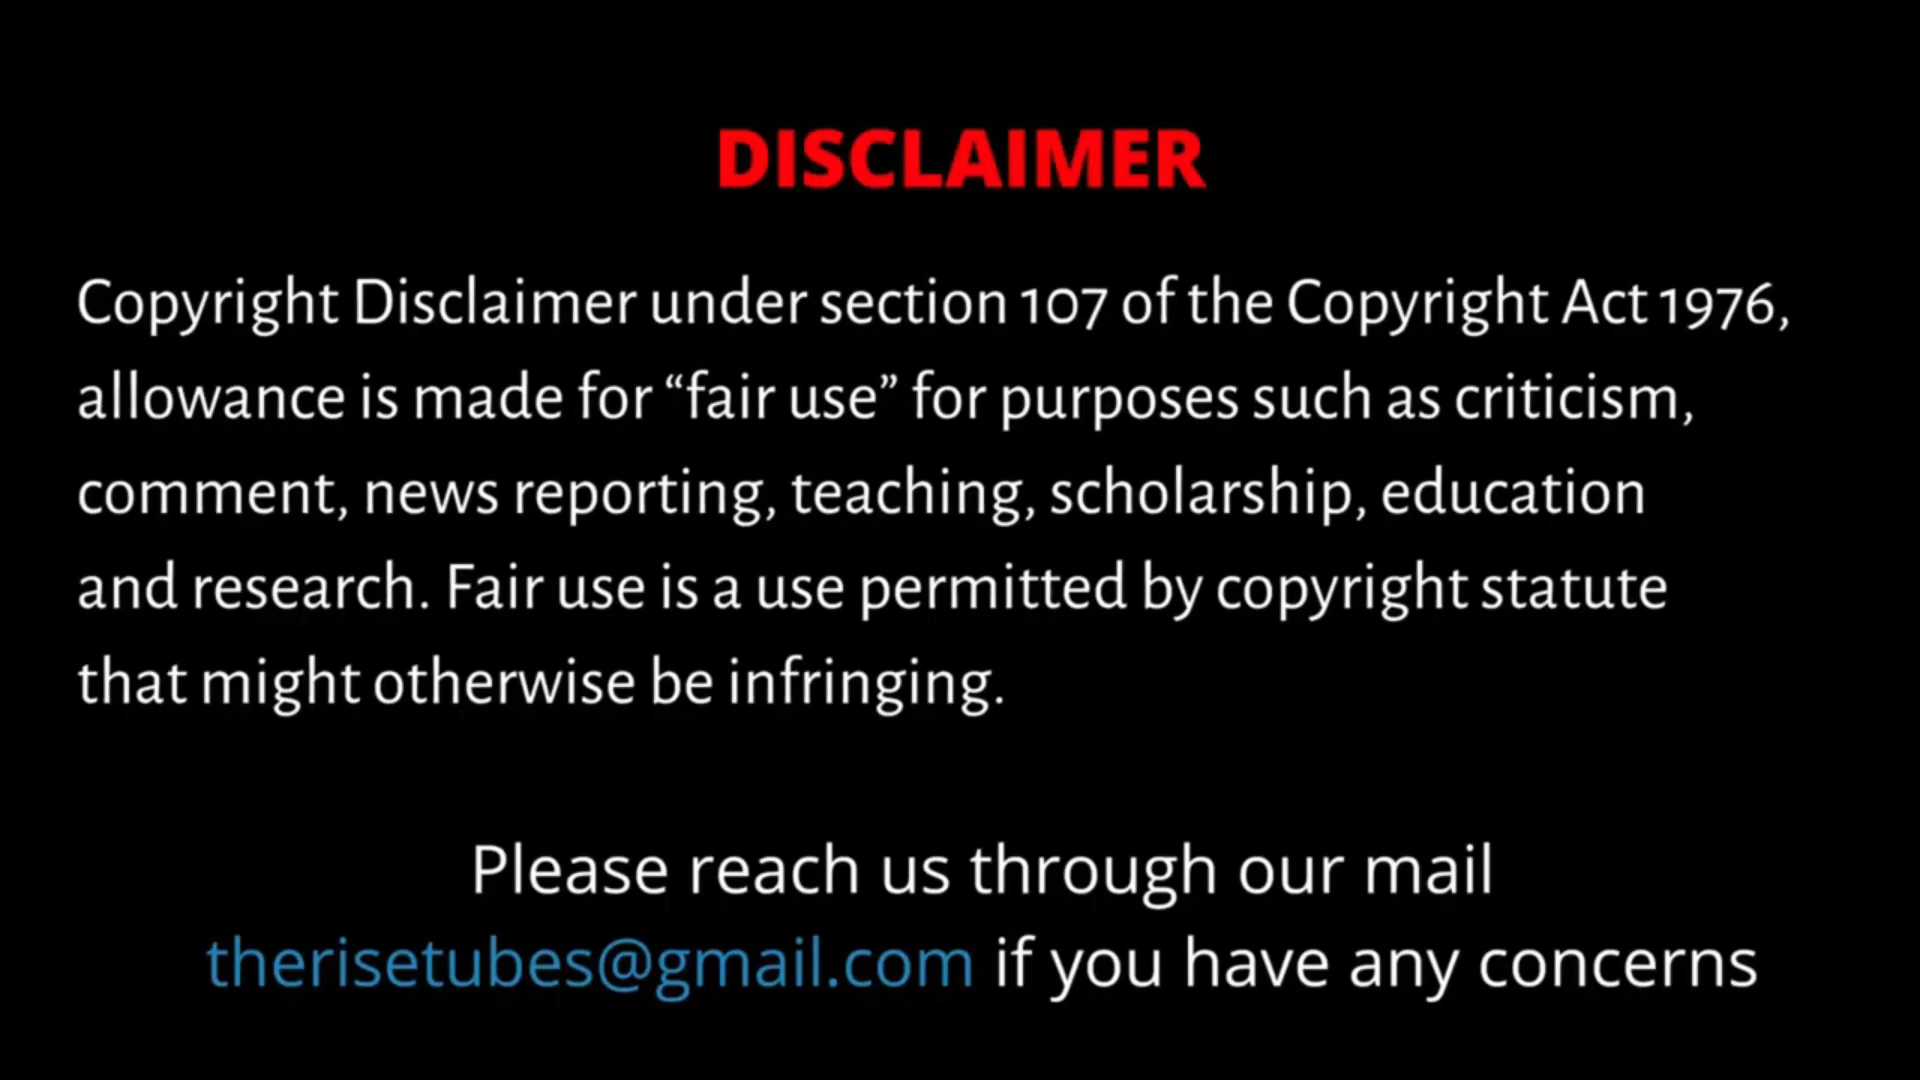 DISCLAIMER
Copyright Disclaimer under section 107 of the Copyright Act 1976,
allowance is made for “fair use” for purposes such as criticism,
comment, news reporting, teaching, scholarship, education
and research. Fair use is a use permitted by copyright statute
that might otherwise be infringing.
Please reach us through our mail
therisetubes@gmail.com if you have any concerns